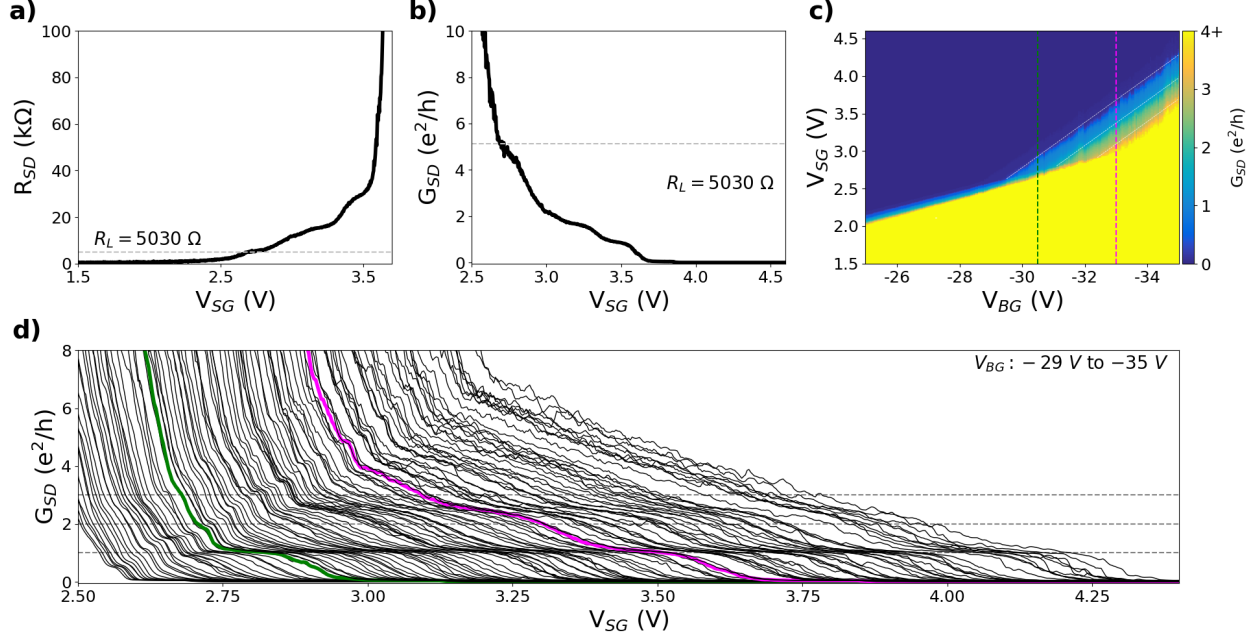 a)
100
80
60
40
20
0
R_SD (kΩ)
R_L = 5030 Ω
1.5 2.5 3.5
V_SG (V)
b)
10
8
6
4
2
0
G_SD (e²/h)
R_L = 5030 Ω
2.5 3.0 3.5 4.0 4.5
V_SG (V)
c)
4.5
4.0
3.5
3.0
2.5
2.0
1.5
V_SG (V)
-26 -28 -30 -32 -34
V_BG (V)
4+
3
2
1
0
G_SD (e²/h)
d)
V_BG : −29 V to −35 V
8
6
4
2
0
G_SD (e²/h)
2.50 2.75 3.00 3.25 3.50 3.75 4.00 4.25
V_SG (V)